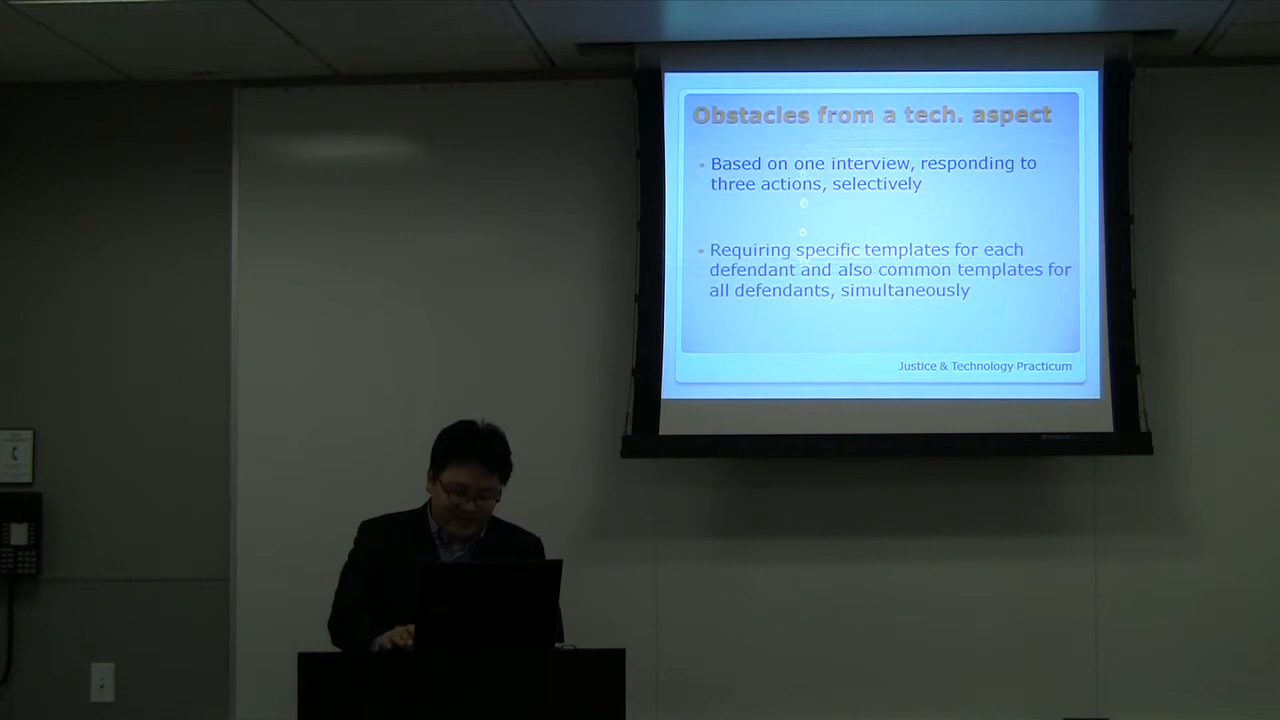 Obstacles from a tech. aspect
• Based on one interview, responding to
three actions, selectively
• Requiring specific templates for each
defendant and also common templates for
all defendants, simultaneously
Justice & Technology Practicum